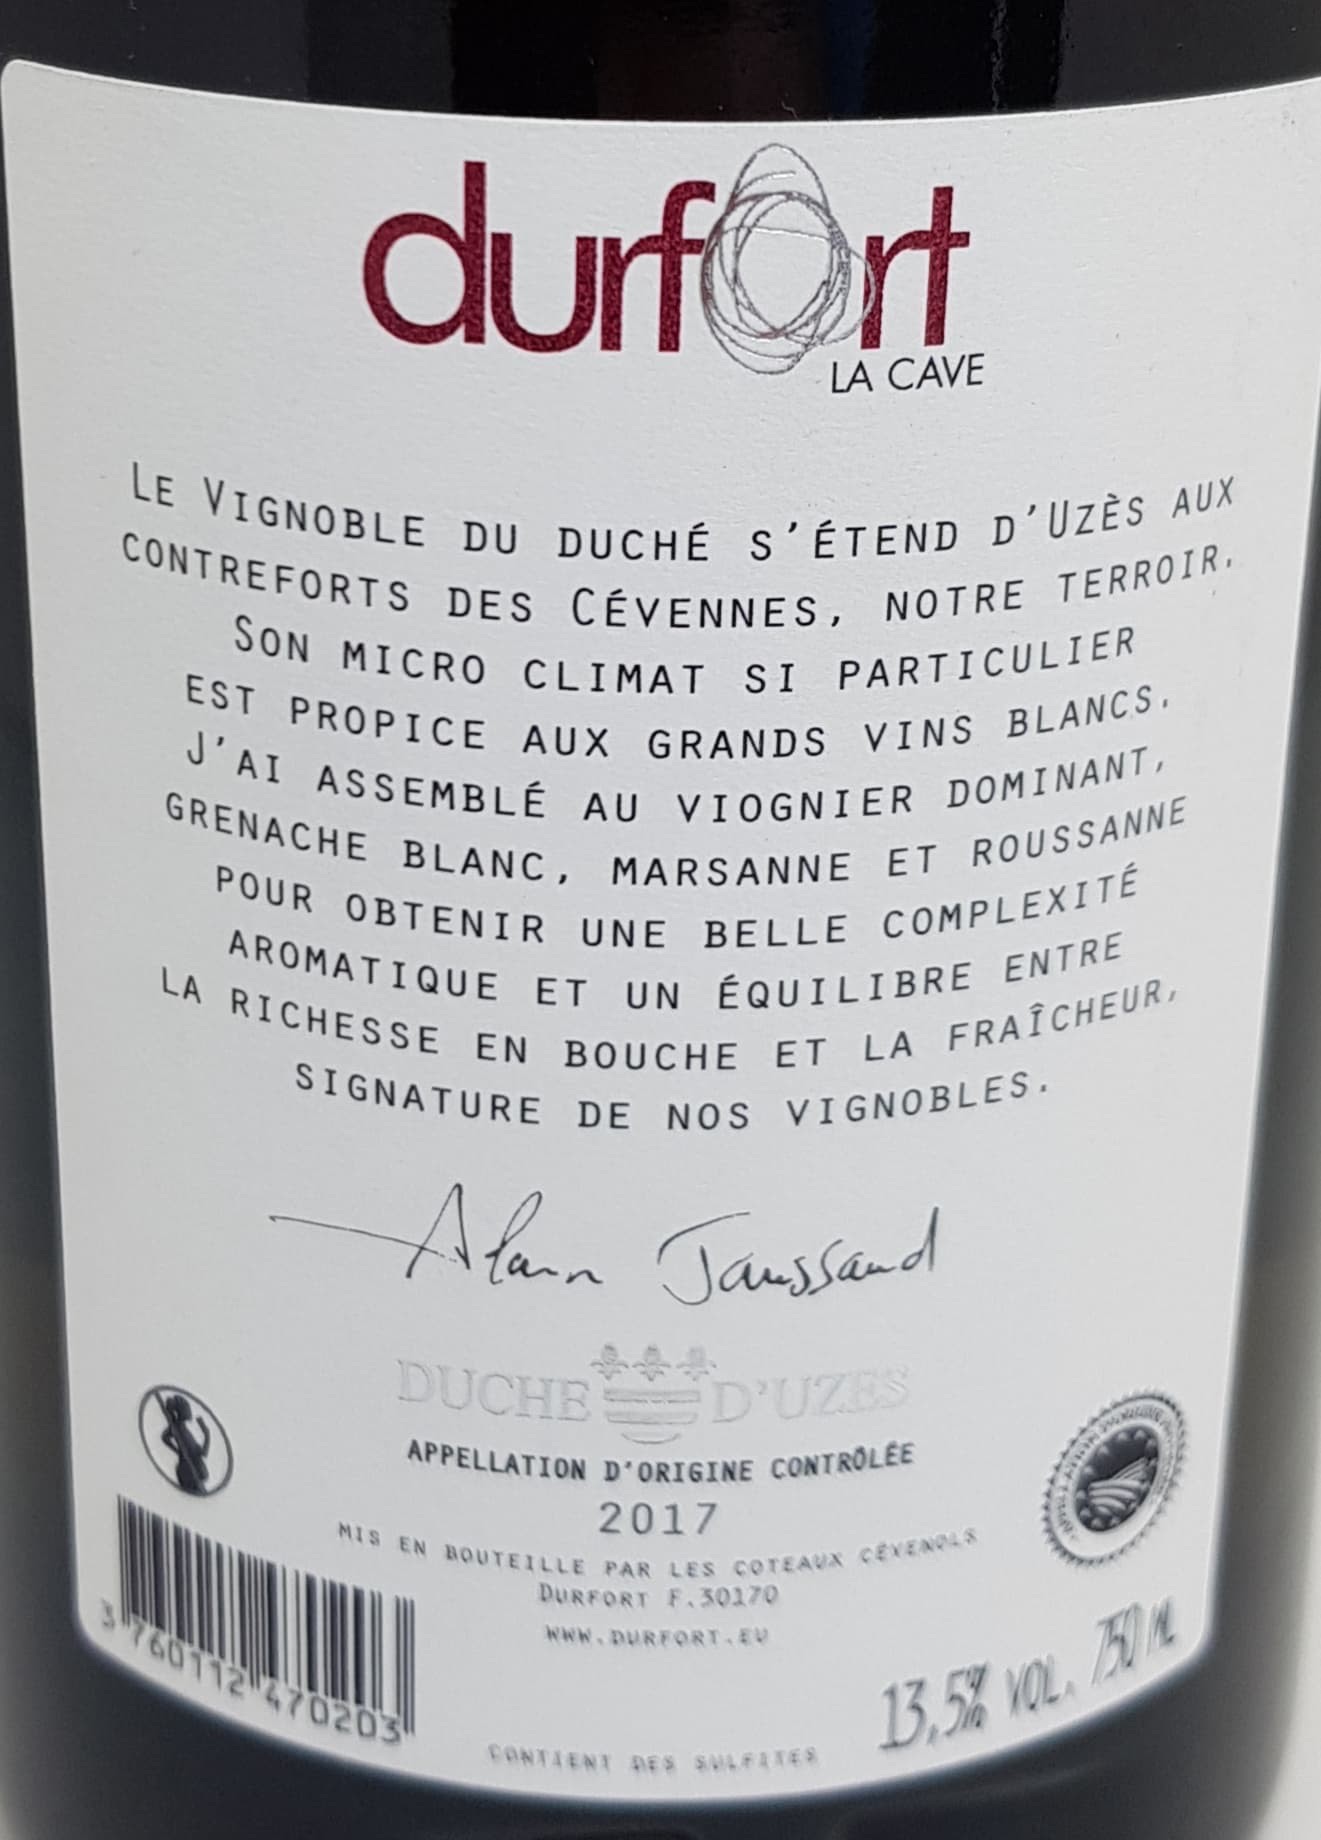 durfort
LA CAVE
Le Vignoble du duché s'étend d'Uzès aux
contreforts des Cévennes, notre terroir.
Son micro climat si particulier
est propice aux grands vins blancs.
J'ai assemblé au viognier dominant,
grenache blanc, marsanne et roussanne
pour obtenir une belle complexité
aromatique et un équilibre entre
la richesse en bouche et la fraîcheur,
signature de nos vignobles.
Alain Jaussaud
DUCHE D'UZES
APPELLATION D'ORIGINE CONTRÔLÉE
2017
MIS EN BOUTEILLE PAR LES COTEAUX CÉVENOLS
DURFORT F.30170
WWW.DURFORT.EU
3 760112 470203
13,5% VOL. 750 ML
CONTIENT DES SULFITES